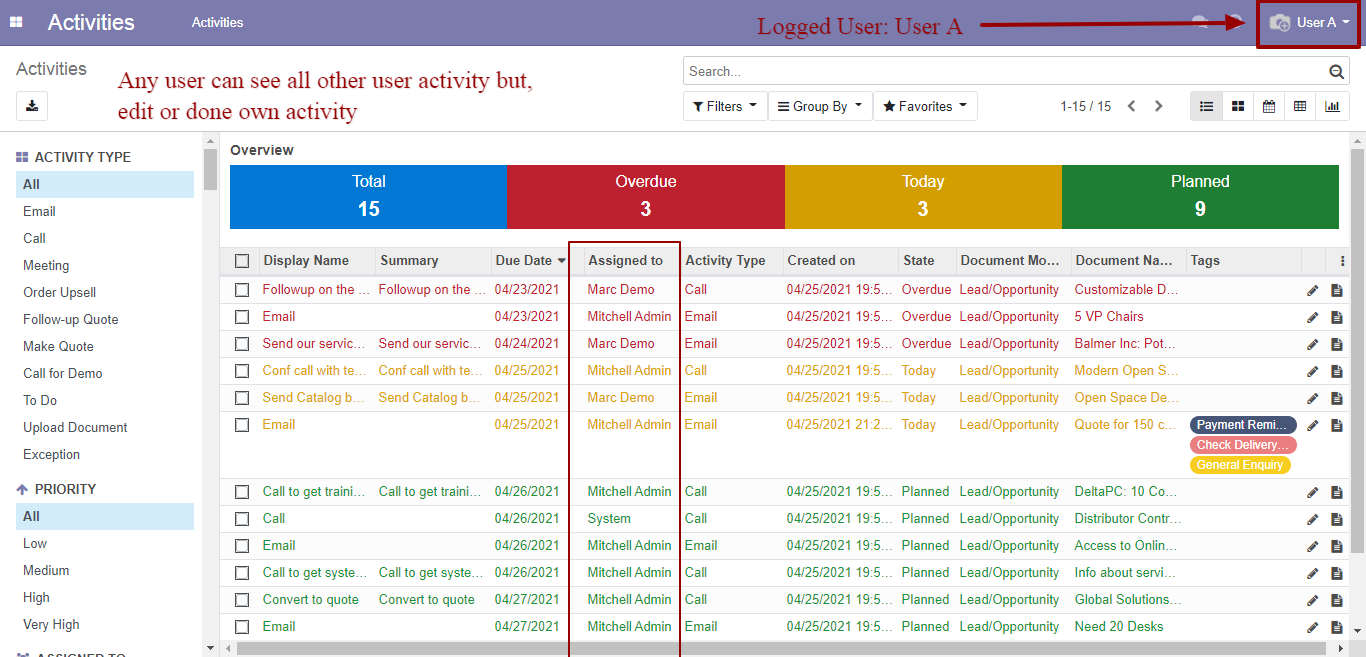 Activities
Activities
Logged User: User A
User A
Activities
Any user can see all other user activity but,
edit or done own activity
Search...
Filters
Group By
Favorites
1-15 / 15
ACTIVITY TYPE
All
Email
Call
Meeting
Order Upsell
Follow-up Quote
Make Quote
Call for Demo
To Do
Upload Document
Exception
PRIORITY
All
Low
Medium
High
Very High
ASSIGNED TO
Overview
Total
15
Overdue
3
Today
3
Planned
9
Display Name Summary Due Date Assigned to Activity Type Created on State Document Mo... Document Na... Tags
Followup on the ... Followup on the ... 04/23/2021 Marc Demo Call 04/25/2021 19:5... Overdue Lead/Opportunity Customizable D...
Email 04/23/2021 Mitchell Admin Email 04/25/2021 19:5... Overdue Lead/Opportunity 5 VP Chairs
Send our servic... Send our servic... 04/24/2021 Marc Demo Email 04/25/2021 19:5... Overdue Lead/Opportunity Balmer Inc: Pot...
Conf call with te... Conf call with te... 04/25/2021 Mitchell Admin Call 04/25/2021 19:5... Today Lead/Opportunity Modern Open S...
Send Catalog b... Send Catalog b... 04/25/2021 Marc Demo Email 04/25/2021 19:5... Today Lead/Opportunity Open Space De...
Email 04/25/2021 Mitchell Admin Email 04/25/2021 21:2... Today Lead/Opportunity Quote for 150 c... Payment Remi...
Check Delivery...
General Enquiry
Call to get traini... Call to get traini... 04/26/2021 Mitchell Admin Call 04/25/2021 19:5... Planned Lead/Opportunity DeltaPC: 10 Co...
Call 04/26/2021 System Call 04/25/2021 19:5... Planned Lead/Opportunity Distributor Contr...
Email 04/26/2021 Mitchell Admin Email 04/25/2021 19:5... Planned Lead/Opportunity Access to Onlin...
Call to get syste... Call to get syste... 04/26/2021 Mitchell Admin Call 04/25/2021 19:5... Planned Lead/Opportunity Info about servi...
Convert to quote Convert to quote 04/27/2021 Mitchell Admin Call 04/25/2021 19:5... Planned Lead/Opportunity Global Solutions...
Email 04/27/2021 Mitchell Admin Email 04/25/2021 19:5... Planned Lead/Opportunity Need 20 Desks